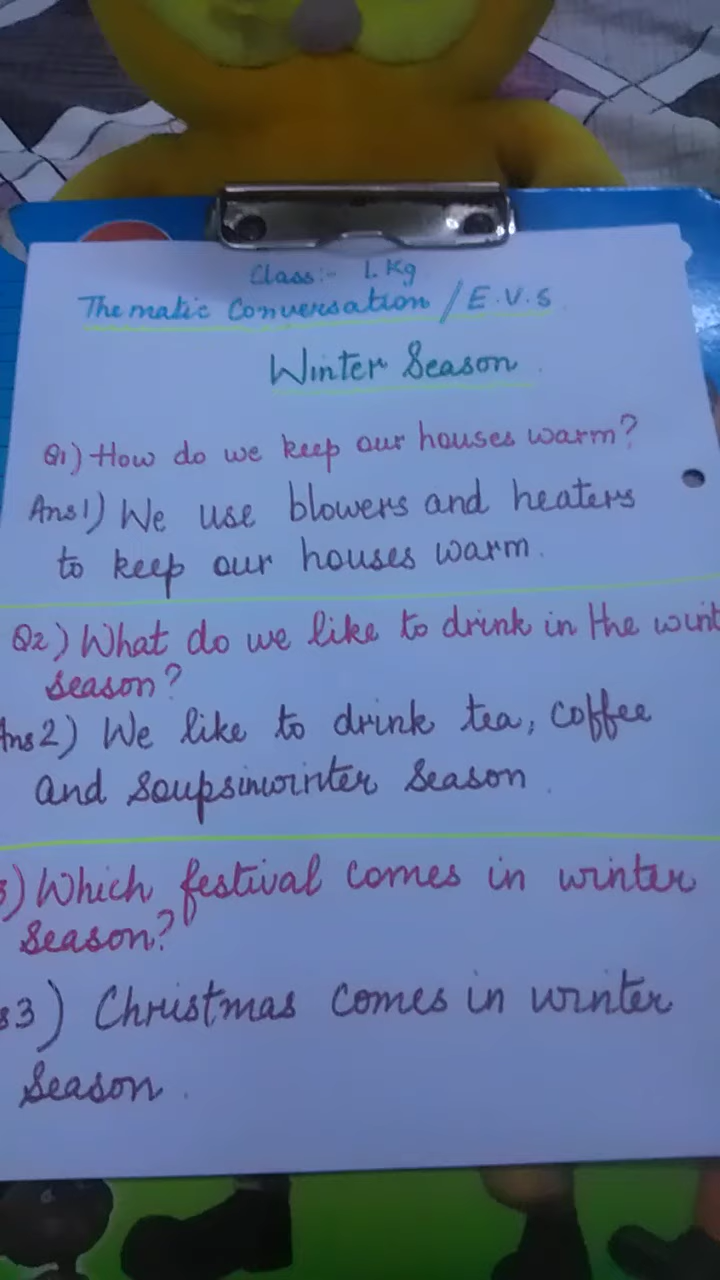 Class:- L.Kg
Thematic Conversation / E.V.S.
Winter Season.
Q1) How do we keep our houses warm?
Ans1) We use blowers and heaters
to keep our houses warm.
Q2) What do we like to drink in the wint
season?
Ans2) We like to drink tea, coffee
and soupsinwinter season.
3) Which festival comes in winter
season?
s3) Christmas comes in winter
season.